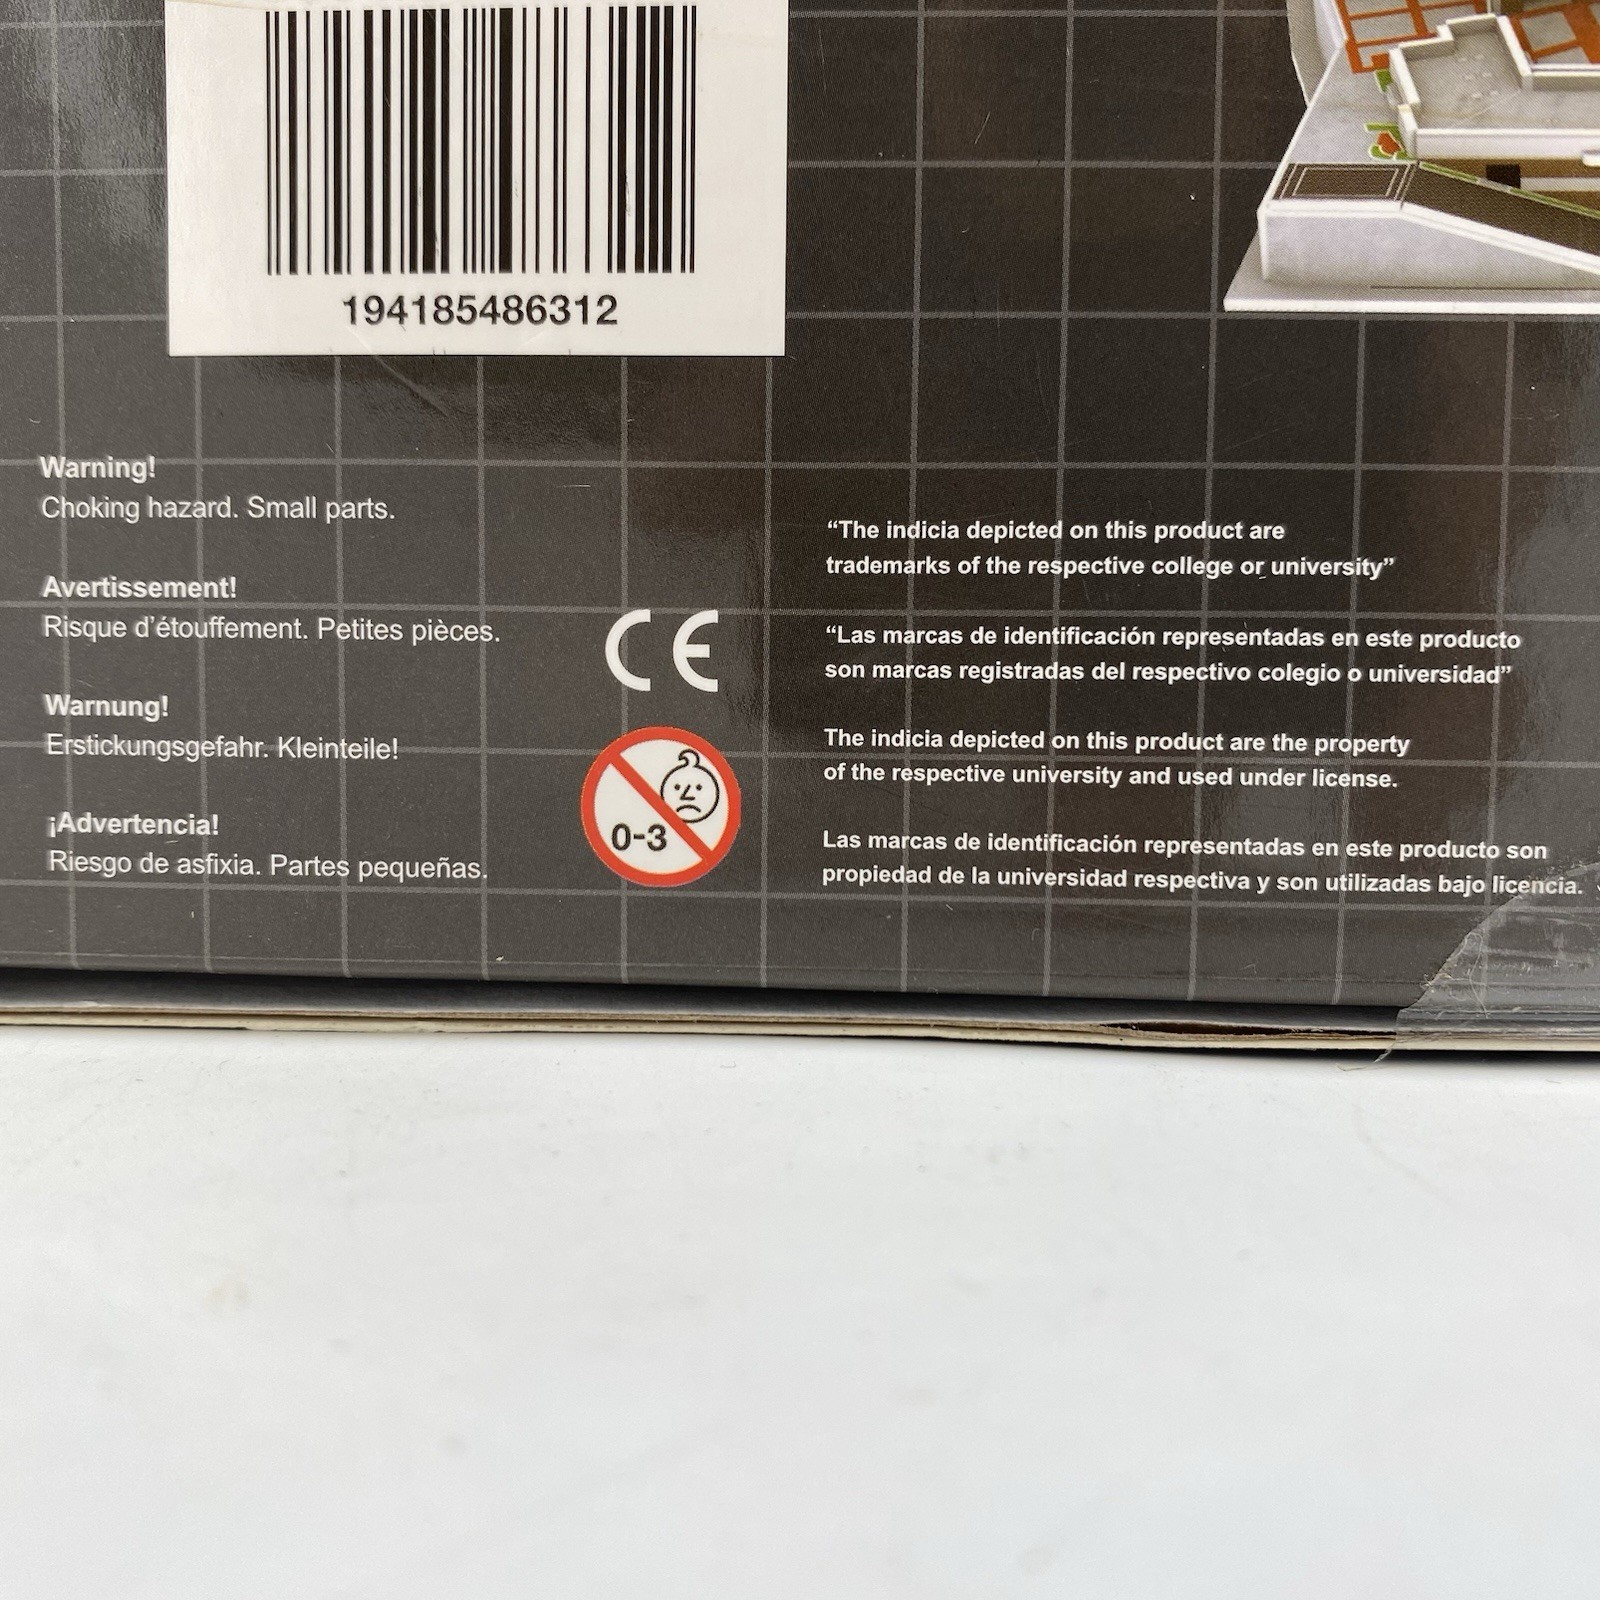 194185486312
Warning!
Choking hazard. Small parts.
Avertissement!
Risque d’étouffement. Petites pièces.
Warnung!
Erstickungsgefahr. Kleinteile!
¡Advertencia!
Riesgo de asfixia. Partes pequeñas.
CE
0-3
“The indicia depicted on this product are
trademarks of the respective college or university”
“Las marcas de identificación representadas en este producto
son marcas registradas del respectivo colegio o universidad”
The indicia depicted on this product are the property
of the respective university and used under license.
Las marcas de identificación representadas en este producto son
propiedad de la universidad respectiva y son utilizadas bajo licencia.